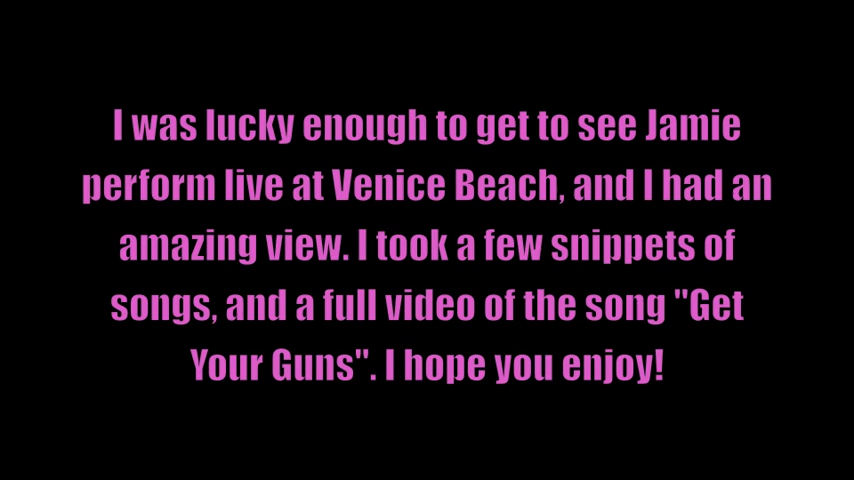 I was lucky enough to get to see Jamie
perform live at Venice Beach, and I had an
amazing view. I took a few snippets of
songs, and a full video of the song "Get
Your Guns". I hope you enjoy!